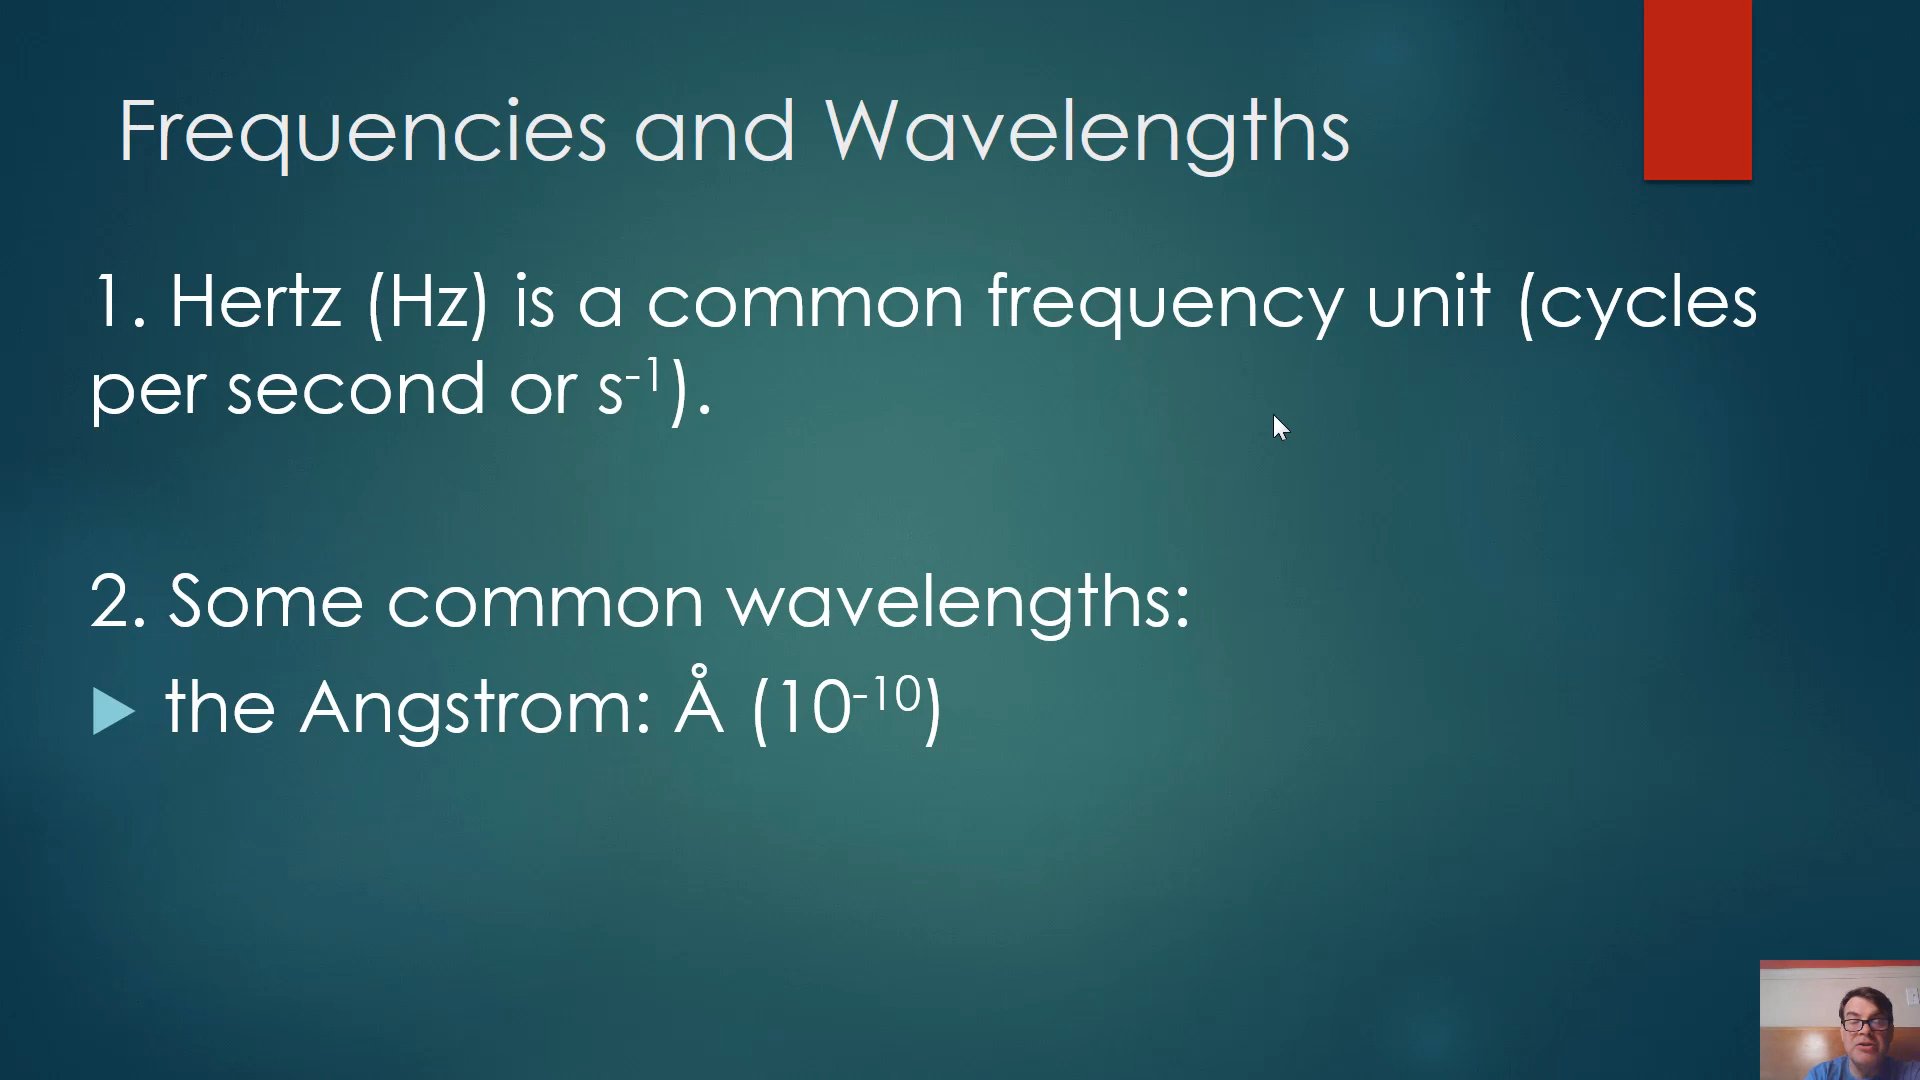 Frequencies and Wavelengths
1. Hertz (Hz) is a common frequency unit (cycles
per second or s⁻¹).
2. Some common wavelengths:
the Angstrom: Å (10⁻¹⁰)